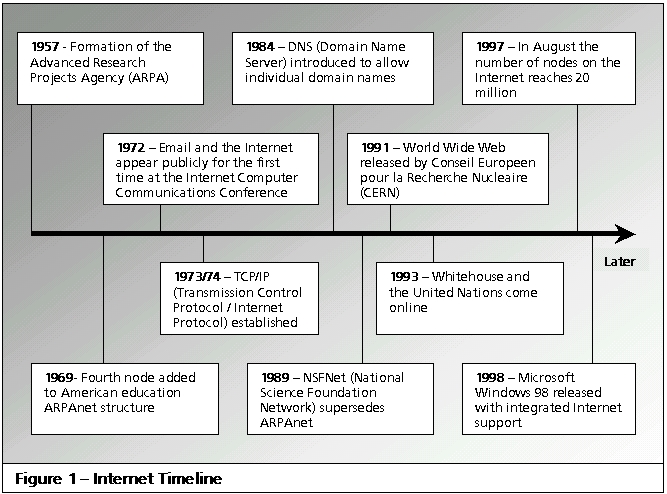 1957 - Formation of the
Advanced Research
Projects Agency (ARPA)
1984 – DNS (Domain Name
Server) introduced to allow
individual domain names
1997 – In August the
number of nodes on the
Internet reaches 20
million
1972 – Email and the Internet
appear publicly for the first
time at the Internet Computer
Communications Conference
1991 – World Wide Web
released by Conseil Europeen
pour la Recherche Nucleaire
(CERN)
Later
1973/74 – TCP/IP
(Transmission Control
Protocol / Internet
Protocol) established
1993 – Whitehouse and
the United Nations come
online
1969- Fourth node added
to American education
ARPAnet structure
1989 – NSFNet (National
Science Foundation
Network) supersedes
ARPAnet
1998 – Microsoft
Windows 98 released
with integrated Internet
support
Figure 1 – Internet Timeline